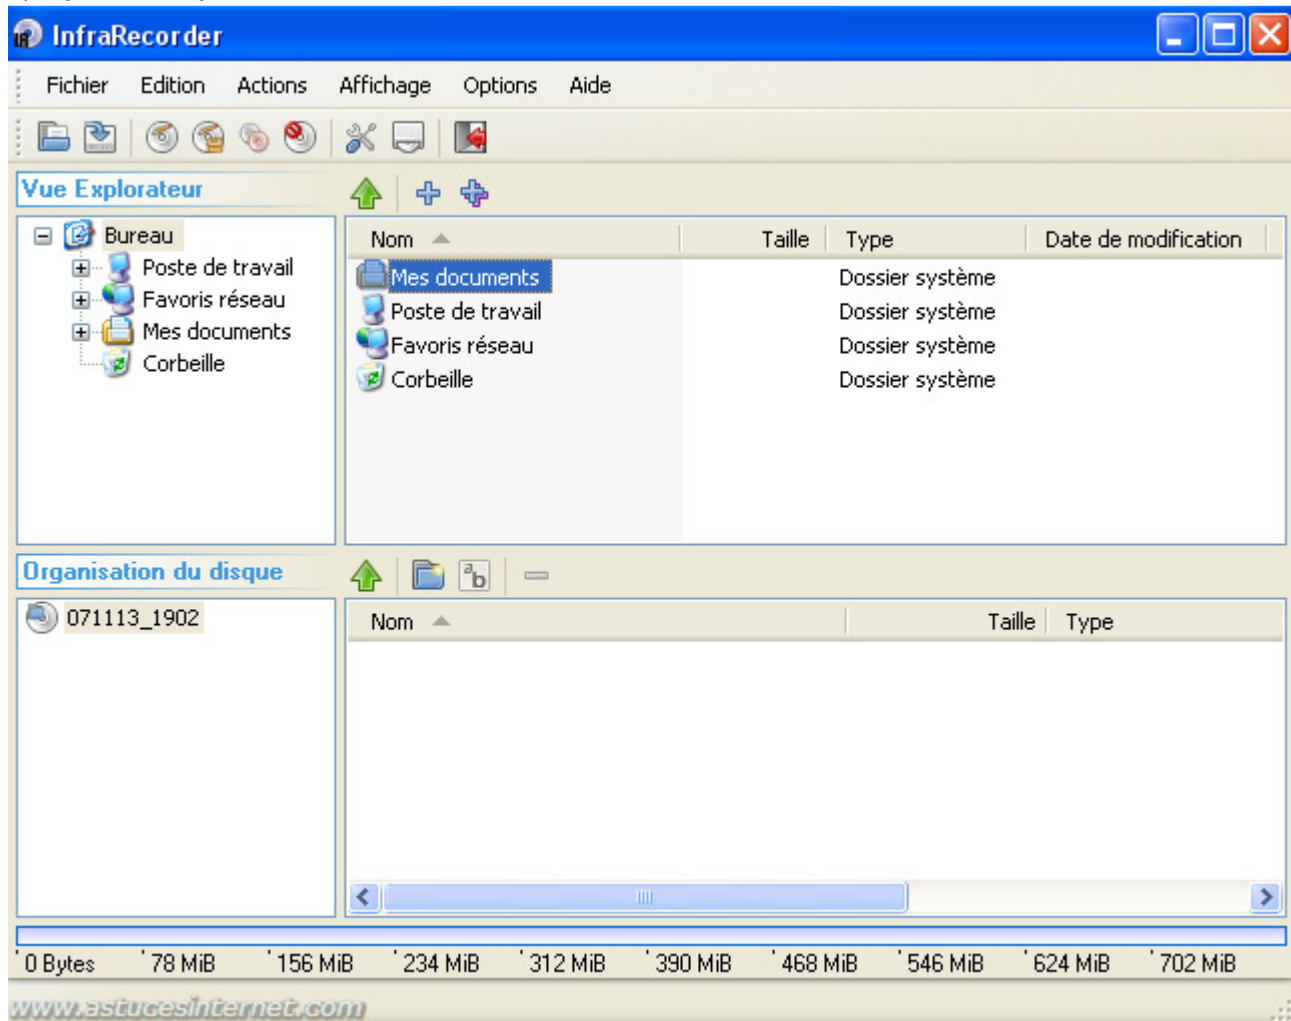 InfraRecorder
Fichier Edition Actions Affichage Options Aide
Vue Explorateur
Bureau
Poste de travail
Favoris réseau
Mes documents
Corbeille
Nom Taille Type Date de modification
Mes documents Dossier système
Poste de travail Dossier système
Favoris réseau Dossier système
Corbeille Dossier système
Organisation du disque
ab
071113_1902
Nom Taille Type
0 Bytes 78 MiB 156 MiB 234 MiB 312 MiB 390 MiB 468 MiB 546 MiB 624 MiB 702 MiB
www.astucesinternet.com